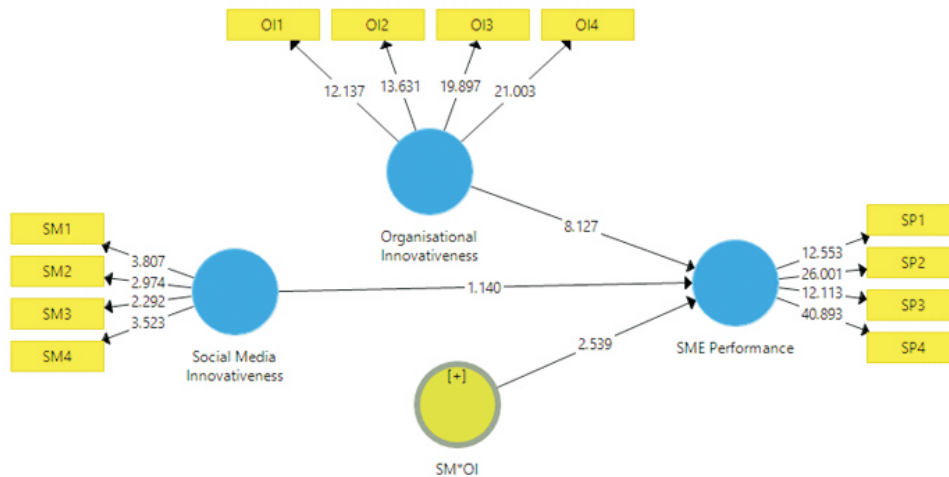 OI1
OI2
OI3
OI4
12.137
13.631
19.897
21.003
Organisational
Innovativeness
8.127
SM1
SM2
SM3
SM4
3.807
2.974
2.292
3.523
Social Media
Innovativeness
1.140
SP1
SP2
SP3
SP4
12.553
26.001
12.113
40.893
SME Performance
2.539
[+]
SM*OI